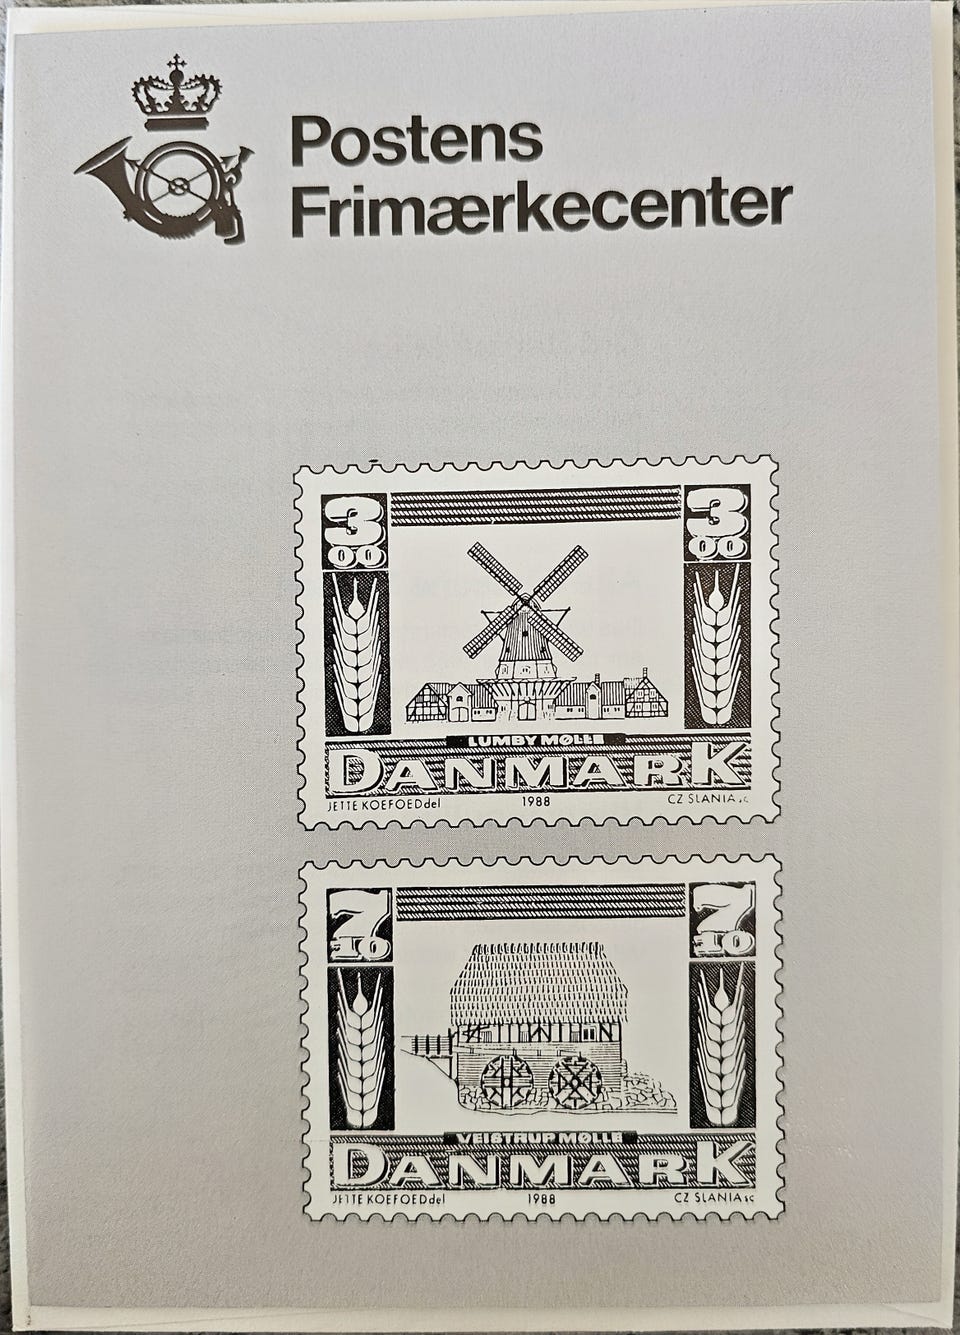 Postens
Frimærkecenter
3 00 3 00
LUMBY MØLLE
DANMARK
JETTE KOEFOED del 1988 CZ SLANIA sc
7 10 7 10
VEJSTRUP MØLLE
DANMARK
JETTE KOEFOED del 1988 CZ SLANIA sc